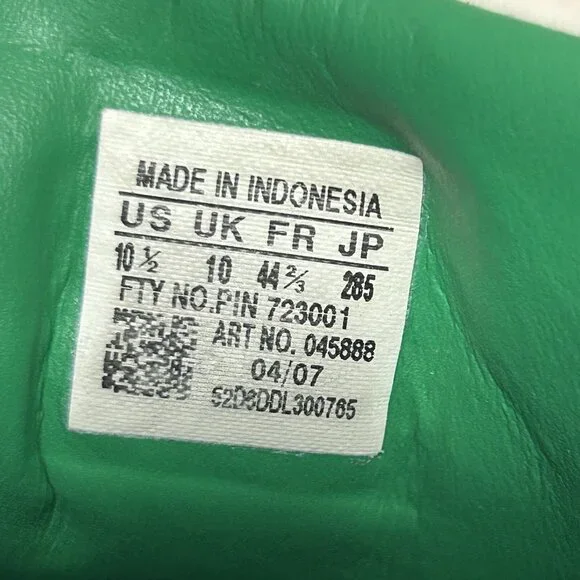 MADE IN INDONESIA
US UK FR JP
10 ½ 10 44 ⅔ 285
FTY NO.PIN 723001
ART NO. 045888
04/07
62D6DDL300765